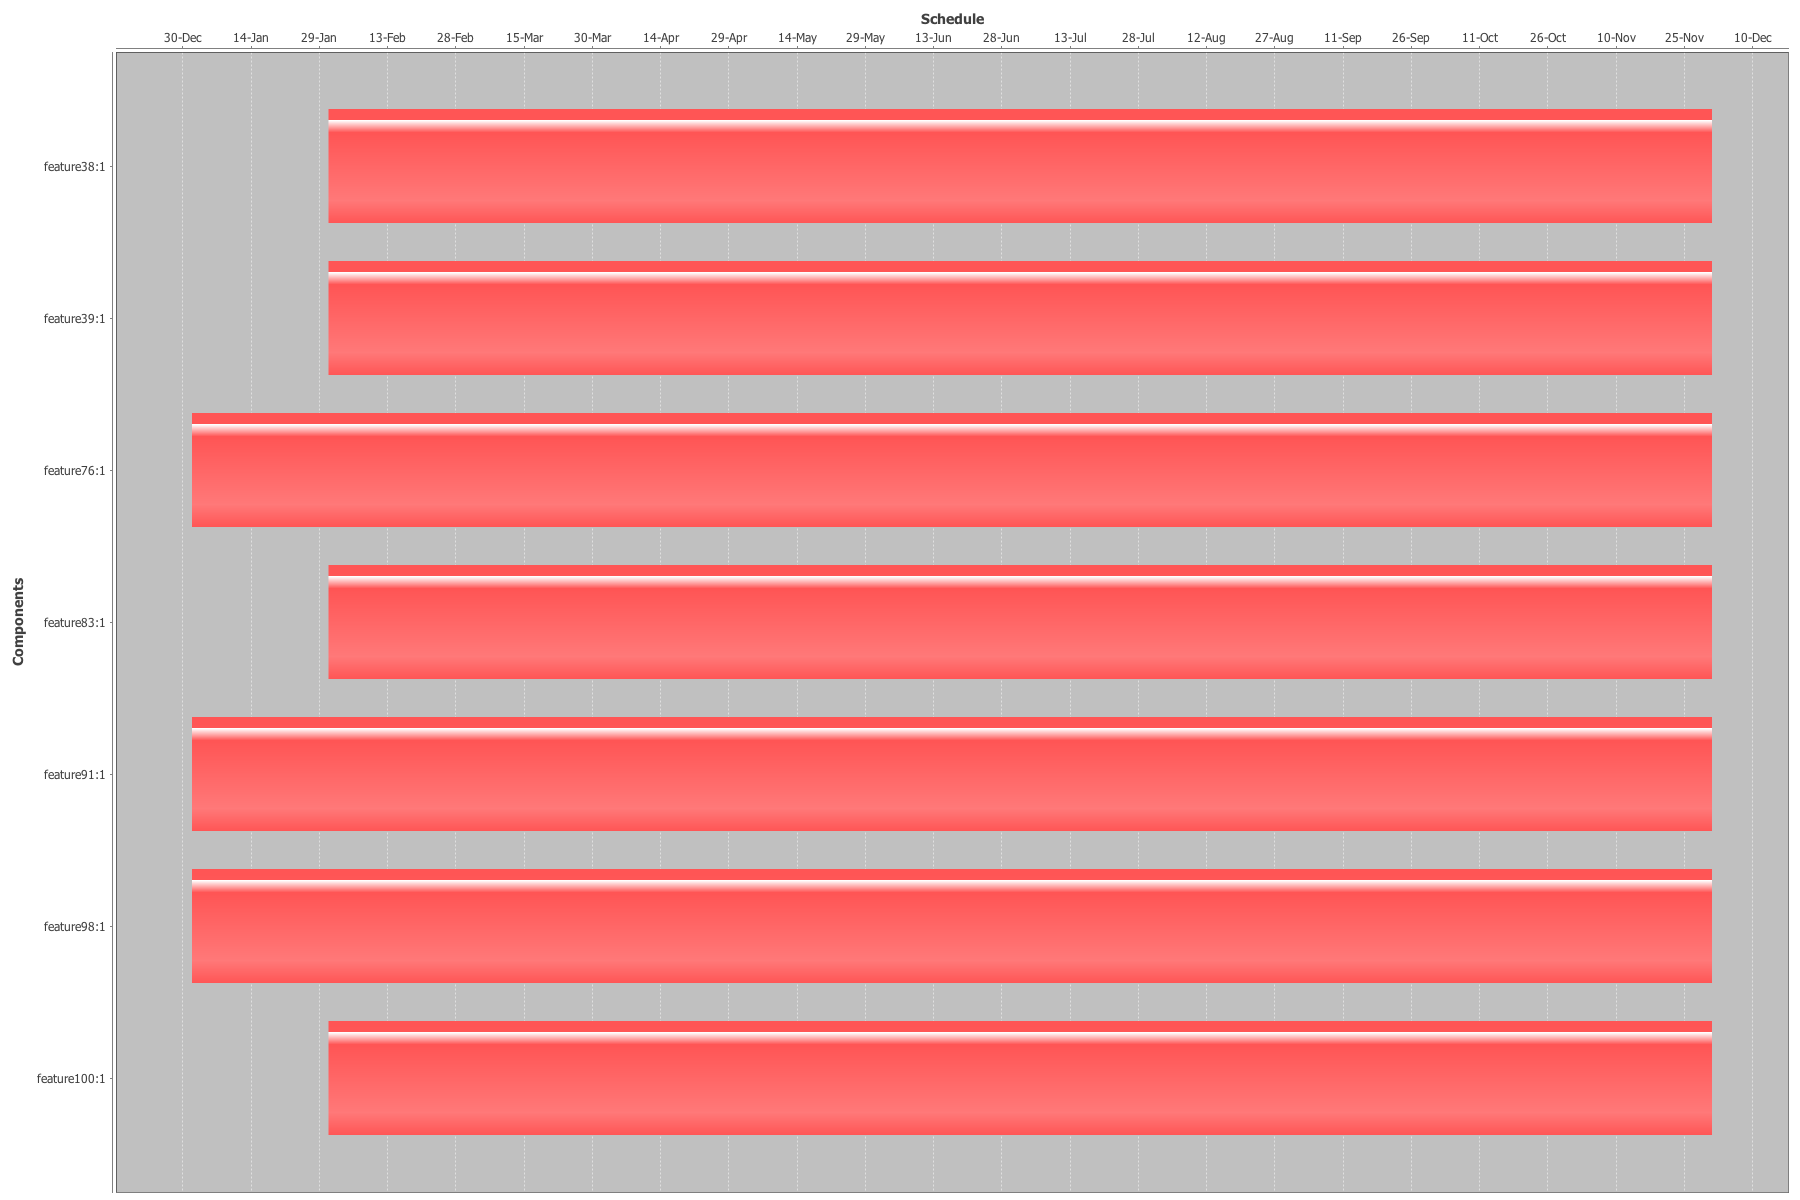 Schedule
30-Dec 14-Jan 29-Jan 13-Feb 28-Feb 15-Mar 30-Mar 14-Apr 29-Apr 14-May 29-May 13-Jun 28-Jun 13-Jul 28-Jul 12-Aug 27-Aug 11-Sep 26-Sep 11-Oct 26-Oct 10-Nov 25-Nov 10-Dec
Components
feature38:1
feature39:1
feature76:1
feature83:1
feature91:1
feature98:1
feature100:1